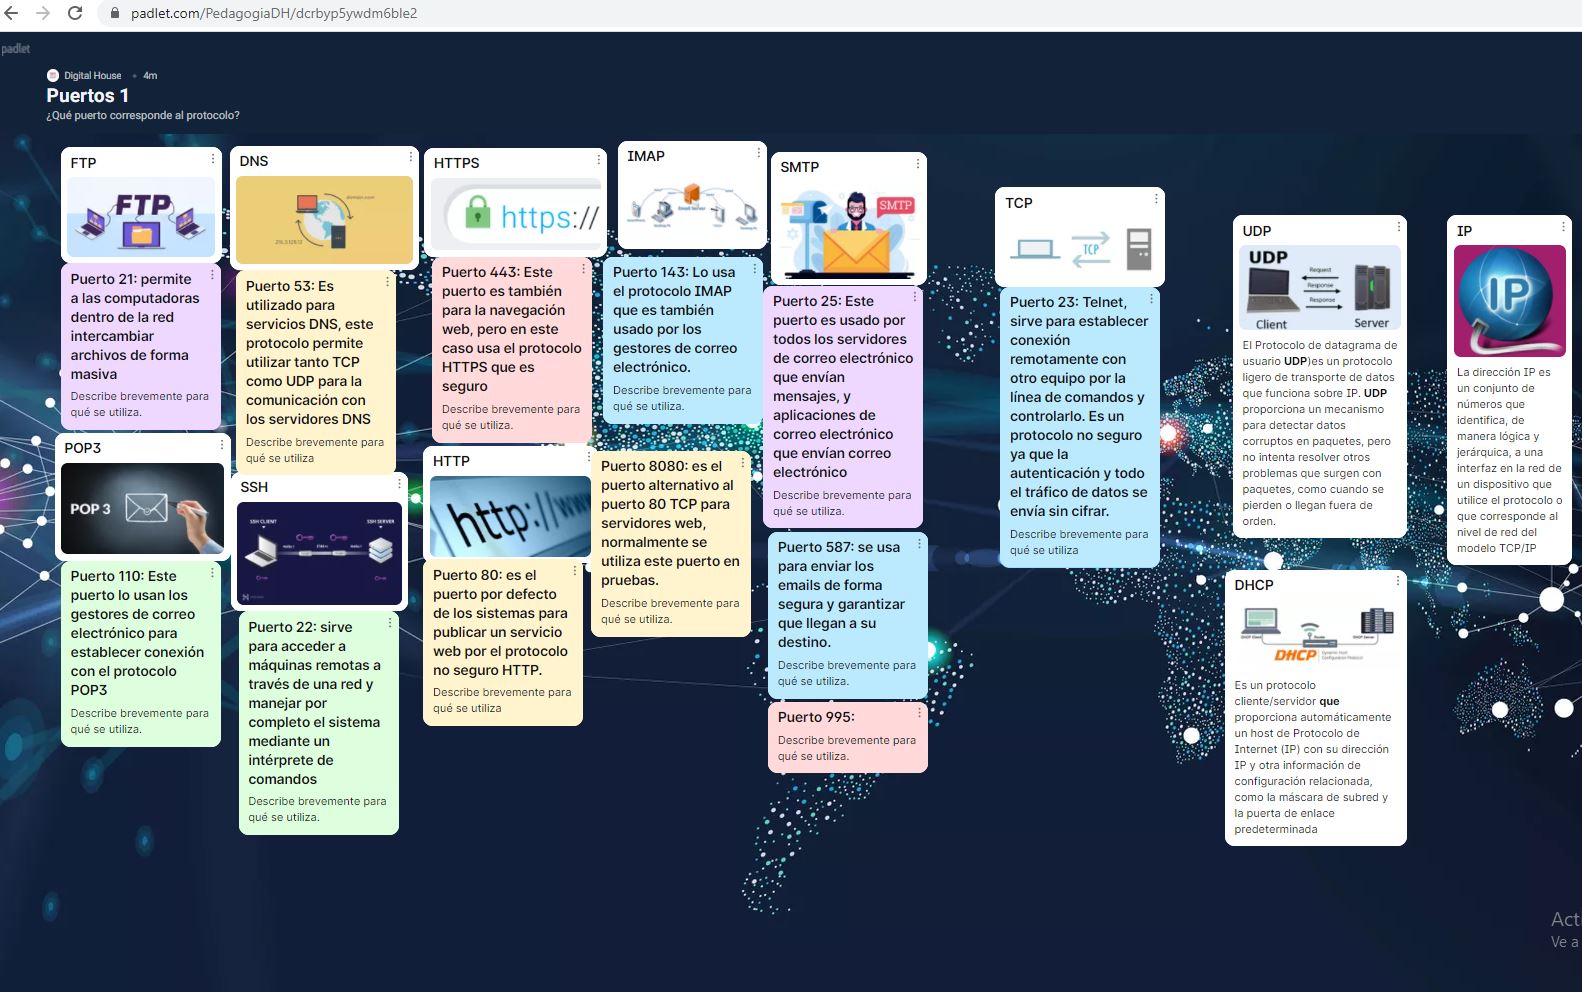 padlet.com/PedagogiaDH/dcrbyp5ywdm6ble2
padlet
Digital House • 4m
Puertos 1
¿Qué puerto corresponde al protocolo?
FTP
FTP
Puerto 21: permite
a las computadoras
dentro de la red
intercambiar
archivos de forma
masiva
Describe brevemente para
qué se utiliza.
POP3
POP 3
Puerto 110: Este
puerto lo usan los
gestores de correo
electrónico para
establecer conexión
con el protocolo
POP3
Describe brevemente para
qué se utiliza.
DNS
domain.com
Puerto 53: Es
utilizado para
servicios DNS, este
protocolo permite
utilizar tanto TCP
como UDP para la
comunicación con
los servidores DNS
Describe brevemente para
qué se utiliza
SSH
SSH CLIENT
SSH SERVER
Puerto 22: sirve
para acceder a
máquinas remotas a
través de una red y
manejar por
completo el sistema
mediante un
intérprete de
comandos
Describe brevemente para
qué se utiliza.
HTTPS
https://
Puerto 443: Este
puerto es también
para la navegación
web, pero en este
caso usa el protocolo
HTTPS que es
seguro
Describe brevemente para
qué se utiliza.
HTTP
http://www
Puerto 80: es el
puerto por defecto
de los sistemas para
publicar un servicio
web por el protocolo
no seguro HTTP.
Describe brevemente para
qué se utiliza
IMAP
Email Server
Puerto 143: Lo usa
el protocolo IMAP
que es también
usado por los
gestores de correo
electrónico.
Describe brevemente para
qué se utiliza.
Puerto 8080: es el
puerto alternativo al
puerto 80 TCP para
servidores web,
normalmente se
utiliza este puerto en
pruebas.
Describe brevemente para
qué se utiliza.
SMTP
SMTP
Puerto 25: Este
puerto es usado por
todos los servidores
de correo electrónico
que envían
mensajes, y
aplicaciones de
correo electrónico
que envían correo
electrónico
Describe brevemente para
qué se utiliza.
Puerto 587: se usa
para enviar los
emails de forma
segura y garantizar
que llegan a su
destino.
Describe brevemente para
qué se utiliza.
Puerto 995:
Describe brevemente para
qué se utiliza.
TCP
TCP
Puerto 23: Telnet,
sirve para establecer
conexión
remotamente con
otro equipo por la
línea de comandos y
controlarlo. Es un
protocolo no seguro
ya que la
autenticación y todo
el tráfico de datos se
envía sin cifrar.
Describe brevemente para
qué se utiliza
UDP
UDP
Request
Response
Response
Client
Server
El Protocolo de datagrama de
usuario UDP)es un protocolo
ligero de transporte de datos
que funciona sobre IP. UDP
proporciona un mecanismo
para detectar datos
corruptos en paquetes, pero
no intenta resolver otros
problemas que surgen con
paquetes, como cuando se
pierden o llegan fuera de
orden.
DHCP
DHCP Client
Router
DHCP Server
DHCP Dynamic Host
Configuration Protocol
Es un protocolo
cliente/servidor que
proporciona automáticamente
un host de Protocolo de
Internet (IP) con su dirección
IP y otra información de
configuración relacionada,
como la máscara de subred y
la puerta de enlace
predeterminada
IP
IP
La dirección IP es
un conjunto de
números que
identifica, de
manera lógica y
jerárquica, a una
interfaz en la red de
un dispositivo que
utilice el protocolo o
que corresponde al
nivel de red del
modelo TCP/IP
Act
Ve a